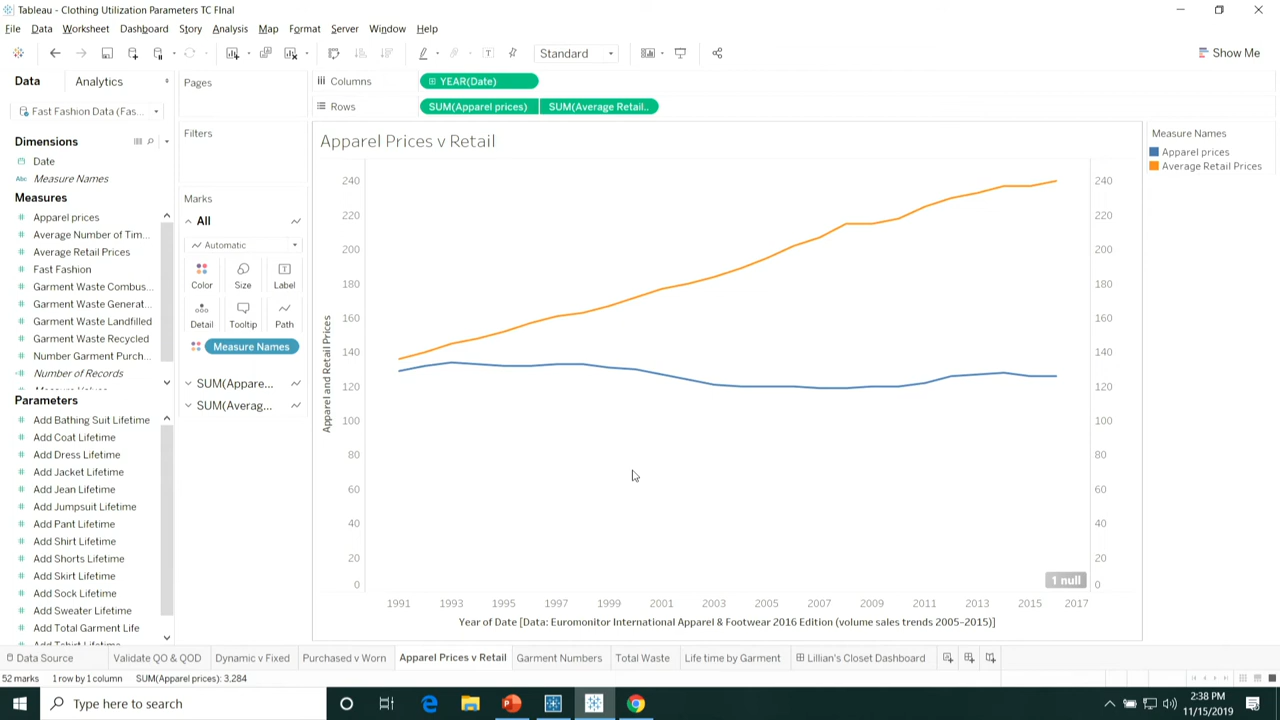 Tableau - Clothing Utilization Parameters TC FInal
File Data Worksheet Dashboard Story Analysis Map Format Server Window Help
Standard
Show Me
Data Analytics
Fast Fashion Data (Fas...
Dimensions
Date
Abc Measure Names
Measures
Apparel prices
Average Number of Tim...
Average Retail Prices
Fast Fashion
Garment Waste Combus...
Garment Waste Generat...
Garment Waste Landfilled
Garment Waste Recycled
Number Garment Purch...
Number of Records
Measure Values
Parameters
Add Bathing Suit Lifetime
Add Coat Lifetime
Add Dress Lifetime
Add Jacket Lifetime
Add Jean Lifetime
Add Jumpsuit Lifetime
Add Pant Lifetime
Add Shirt Lifetime
Add Shorts Lifetime
Add Skirt Lifetime
Add Sock Lifetime
Add Sweater Lifetime
Add Total Garment Life
Pages
Filters
Marks
All
Automatic
Color Size Label
Detail Tooltip Path
Measure Names
SUM(Appare...
SUM(Averag...
Columns YEAR(Date)
Rows SUM(Apparel prices) SUM(Average Retail..
Apparel Prices v Retail
Apparel and Retail Prices
240 240
220 220
200 200
180 180
160 160
140 140
120 120
100 100
80 80
60 60
40 40
20 20
0 0
1 null
1991 1993 1995 1997 1999 2001 2003 2005 2007 2009 2011 2013 2015 2017
Year of Date [Data: Euromonitor International Apparel & Footwear 2016 Edition (volume sales trends 2005–2015)]
Measure Names
Apparel prices
Average Retail Prices
Data Source Validate QO & QOD Dynamic v Fixed Purchased v Worn Apparel Prices v Retail Garment Numbers Total Waste Life time by Garment Lillian's Closet Dashboard
52 marks 1 row by 1 column SUM(Apparel prices): 3,284
Type here to search
2:38 PM
11/15/2019